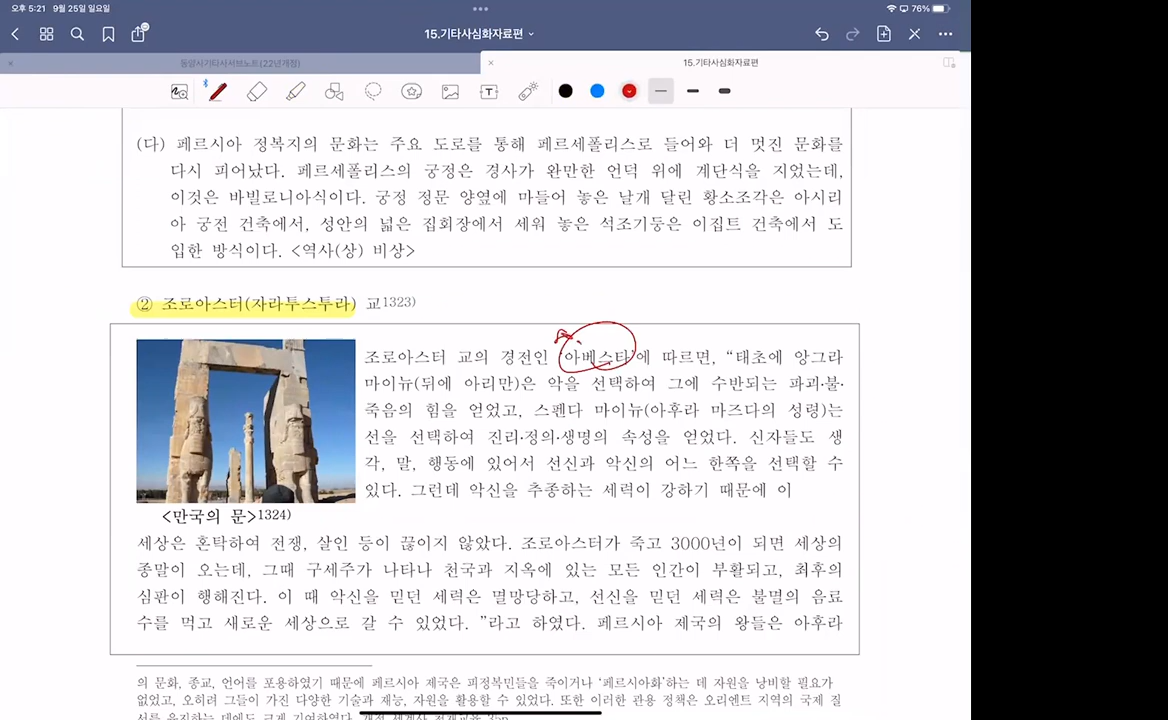 오후 5:21 9월 25일 일요일
76%
15.기타사심화자료편
동양사기타사서브노트(22년개정)
15.기타사심화자료편
(다) 페르시아 정복지의 문화는 주요 도로를 통해 페르세폴리스로 들어와 더 멋진 문화를
다시 피어났다. 페르세폴리스의 궁정은 경사가 완만한 언덕 위에 계단식을 지었는데,
이것은 바빌로니아식이다. 궁정 정문 양옆에 마들어 놓은 날개 달린 황소조각은 아시리
아 궁전 건축에서, 성안의 넓은 집회장에서 세워 놓은 석조기둥은 이집트 건축에서 도
입한 방식이다. <역사(상) 비상>
② 조로아스터(자라투스투라) 교1323)
조로아스터 교의 경전인 '아베스타'에 따르면, “태초에 앙그라
마이뉴(뒤에 아리만)은 악을 선택하여 그에 수반되는 파괴·불·
죽음의 힘을 얻었고, 스펜다 마이뉴(아후라 마즈다의 성령)는
선을 선택하여 진리·정의·생명의 속성을 얻었다. 신자들도 생
각, 말, 행동에 있어서 선신과 악신의 어느 한쪽을 선택할 수
있다. 그런데 악신을 추종하는 세력이 강하기 때문에 이
<만국의 문>1324)
세상은 혼탁하여 전쟁, 살인 등이 끊이지 않았다. 조로아스터가 죽고 3000년이 되면 세상의
종말이 오는데, 그때 구세주가 나타나 천국과 지옥에 있는 모든 인간이 부활되고, 최후의
심판이 행해진다. 이 때 악신을 믿던 세력은 멸망당하고, 선신을 믿던 세력은 불멸의 음료
수를 먹고 새로운 세상으로 갈 수 있었다. ”라고 하였다. 페르시아 제국의 왕들은 아후라
의 문화, 종교, 언어를 포용하였기 때문에 페르시아 제국은 피정복민들을 죽이거나 ‘페르시아화’하는 데 자원을 낭비할 필요가
없었고, 오히려 그들이 가진 다양한 기술과 재능, 자원을 활용할 수 있었다. 또한 이러한 관용 정책은 오리엔트 지역의 국제 질